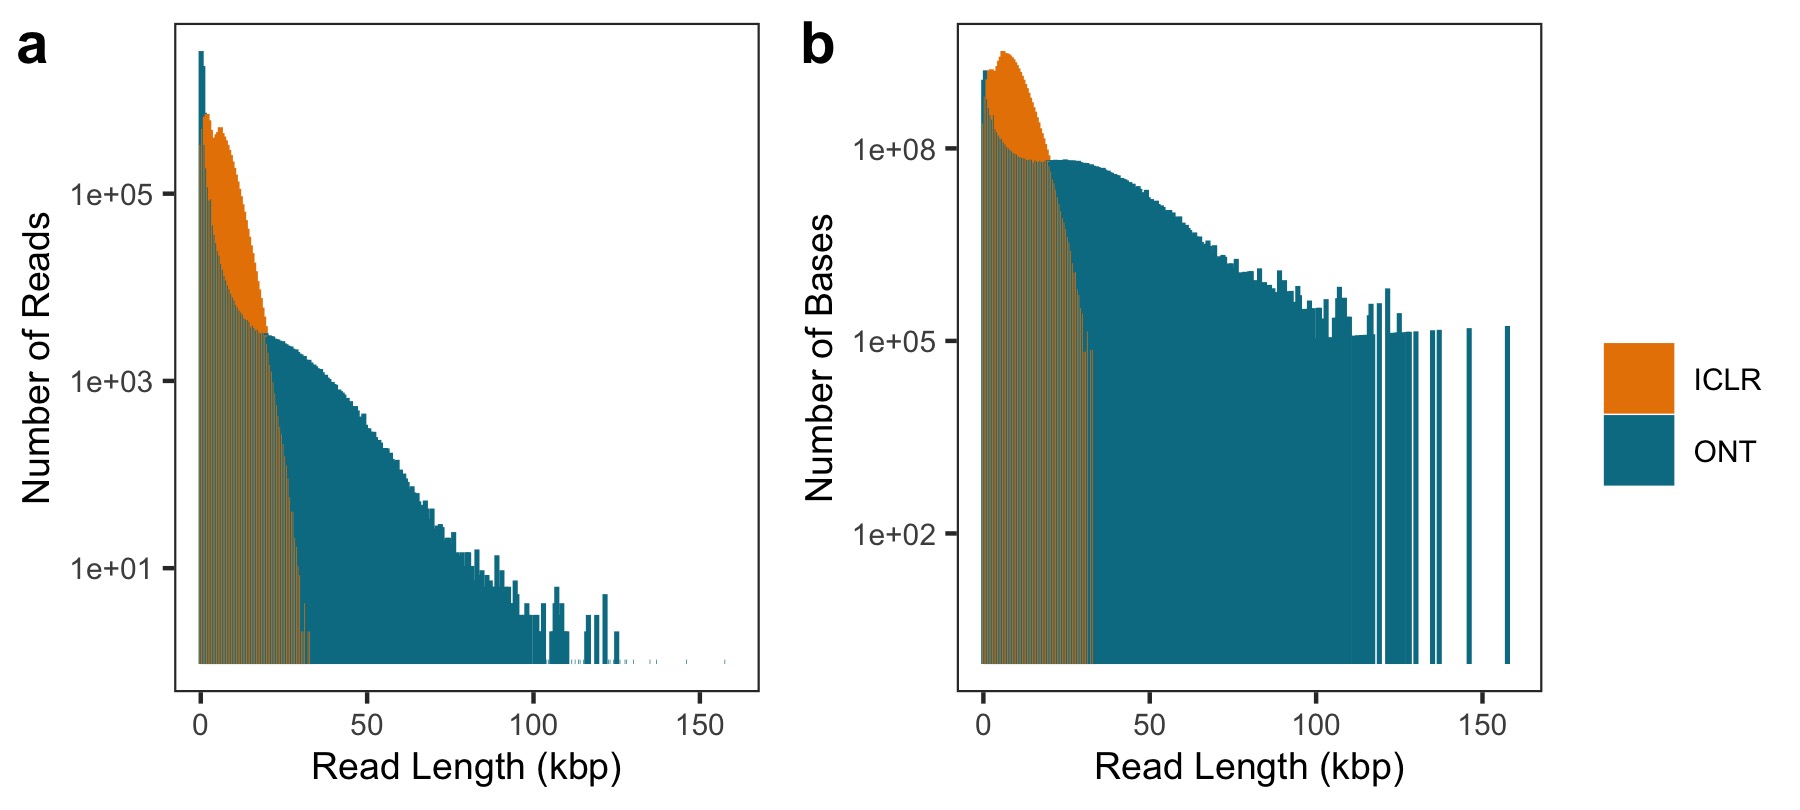 a
Number of Reads
1e+05
1e+03
1e+01
0 50 100 150
Read Length (kbp)
b
Number of Bases
1e+08
1e+05
1e+02
0 50 100 150
Read Length (kbp)
ICLR
ONT